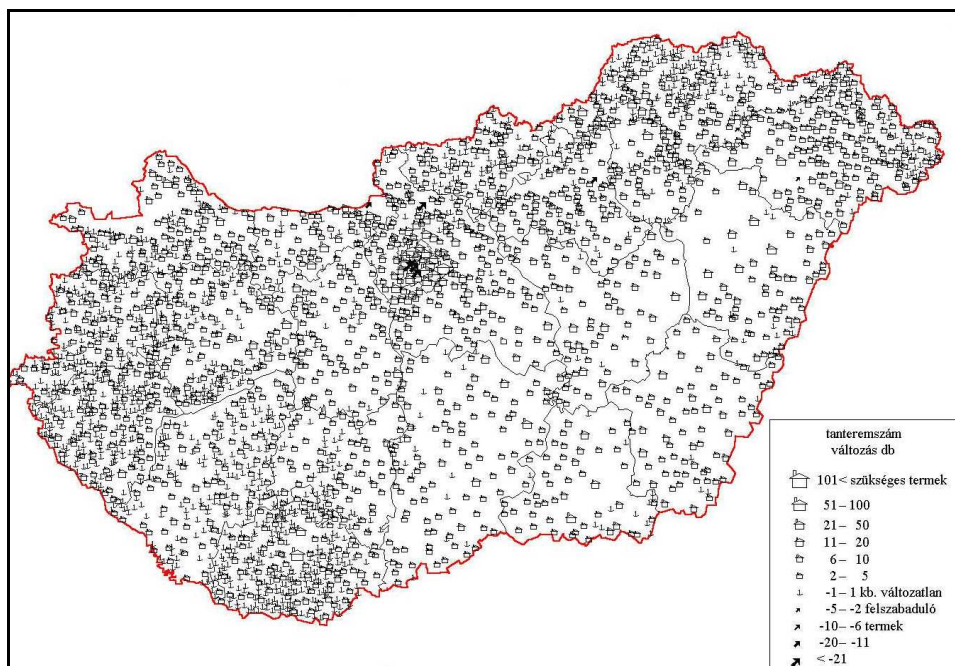 tanteremszám
változás db
101< szükséges termek
51– 100
21– 50
11– 20
6– 10
2– 5
-1– 1 kb. változatlan
-5– -2 felszabaduló
-10– -6 termek
-20– -11
< -21